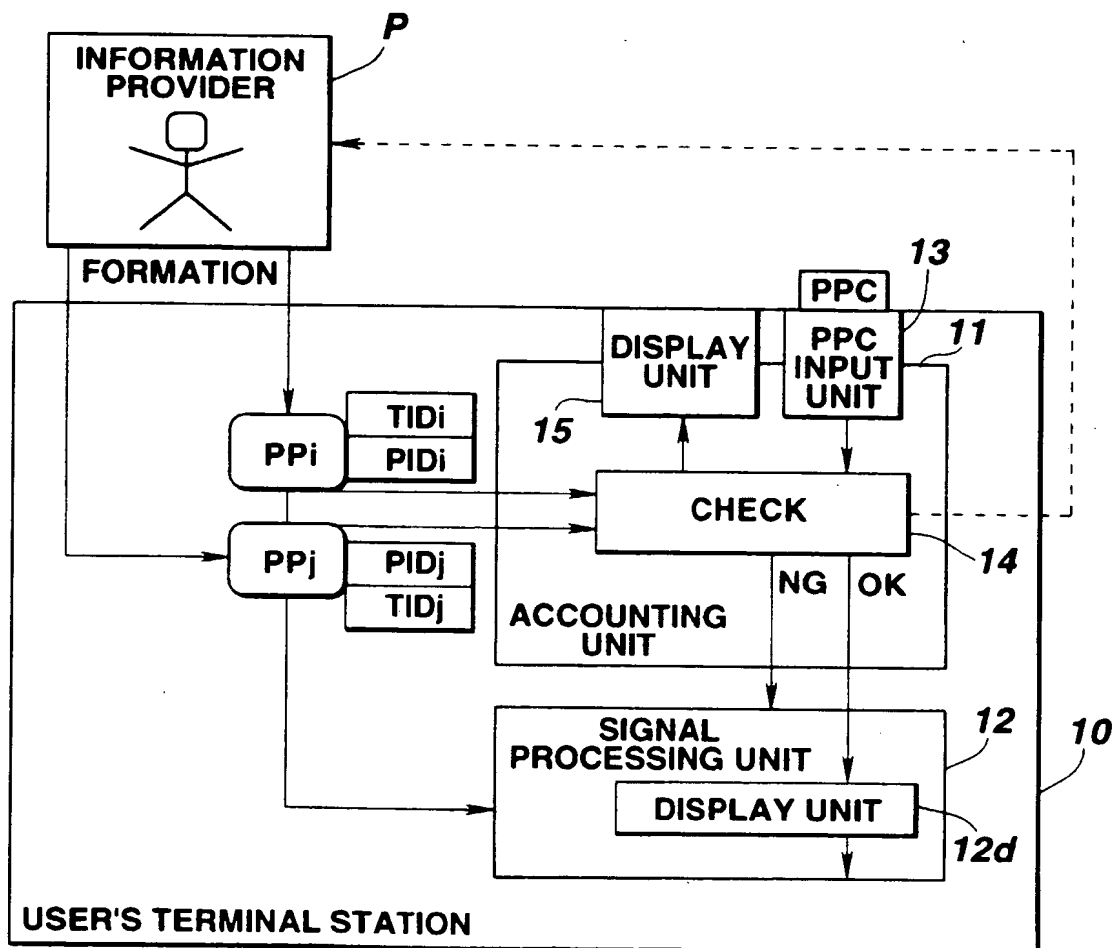 P
INFORMATION
PROVIDER
FORMATION
13
PPC
PPC
INPUT
UNIT
11
DISPLAY
UNIT
15
TIDi
PPi
PIDi
CHECK
14
PPj
PIDj
TIDj
NG
OK
ACCOUNTING
UNIT
SIGNAL
PROCESSING UNIT
12
10
DISPLAY UNIT
12d
USER'S TERMINAL STATION